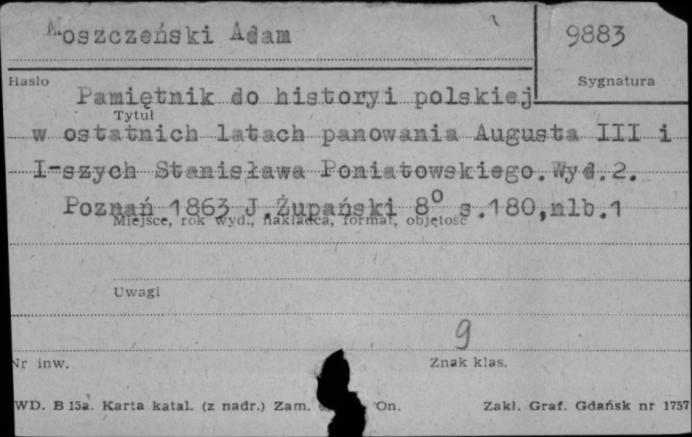 Moszczeński Adam
9883
Hasło
Sygnatura
Pamiętnik do historyi polskiej
Tytuł
w ostatnich latach panowania Augusta III i
I-szych Stanisława Poniatowskiego. Wyd. 2.
Poznań 1863 J. Żupański 8° s. 180, nlb. 1
Miejsce, rok wyd., nakładca, format, objętość
Uwagi
9
Nr inw.
Znak klas.
WD. B 15a. Karta katal. (z nadr.) Zam. On. Zakł. Graf. Gdańsk nr 1757